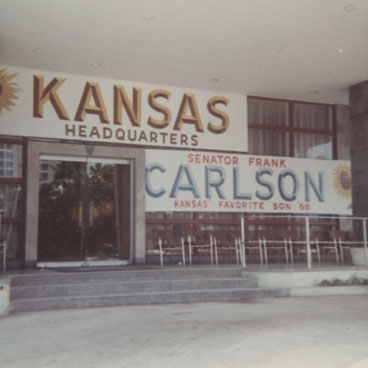 KANSAS
HEADQUARTERS
SENATOR FRANK
CARLSON
KANSAS' FAVORITE SON '68